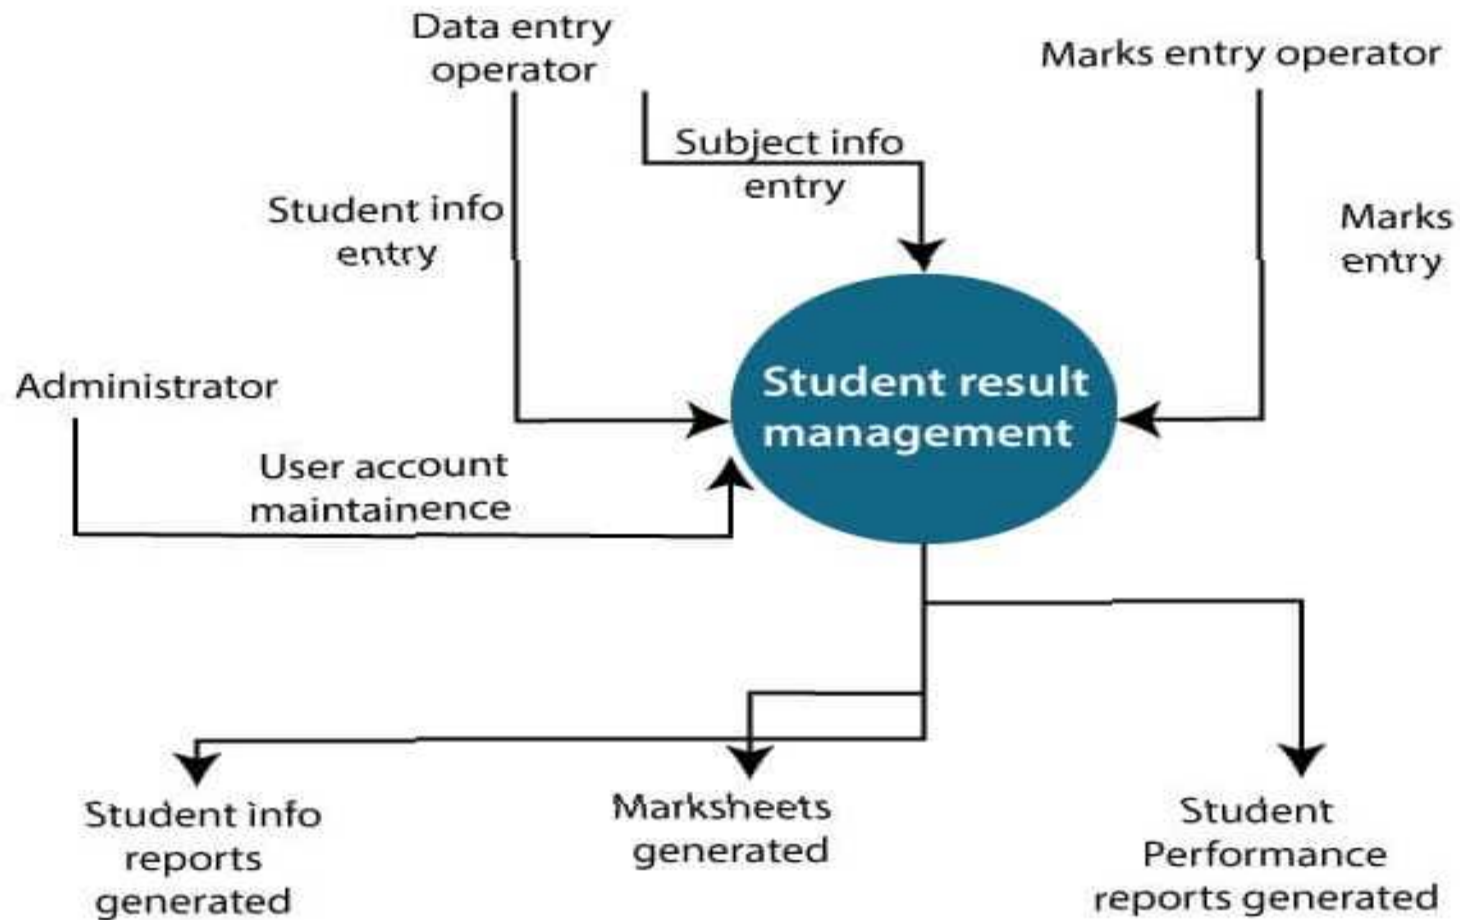 Data entry
operator
Marks entry operator
Subject info
entry
Student info
entry
Marks
entry
Administrator
Student result
management
User account
maintainence
Student info
reports
generated
Marksheets
generated
Student
Performance
reports generated